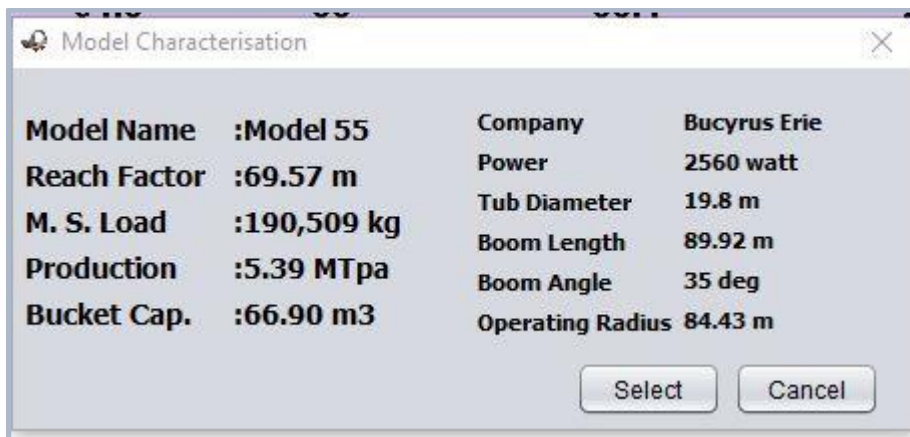 Model Characterisation
Model Name :Model 55
Reach Factor :69.57 m
M. S. Load :190,509 kg
Production :5.39 MTpa
Bucket Cap. :66.90 m3
Company Bucyrus Erie
Power 2560 watt
Tub Diameter 19.8 m
Boom Length 89.92 m
Boom Angle 35 deg
Operating Radius 84.43 m
Select Cancel